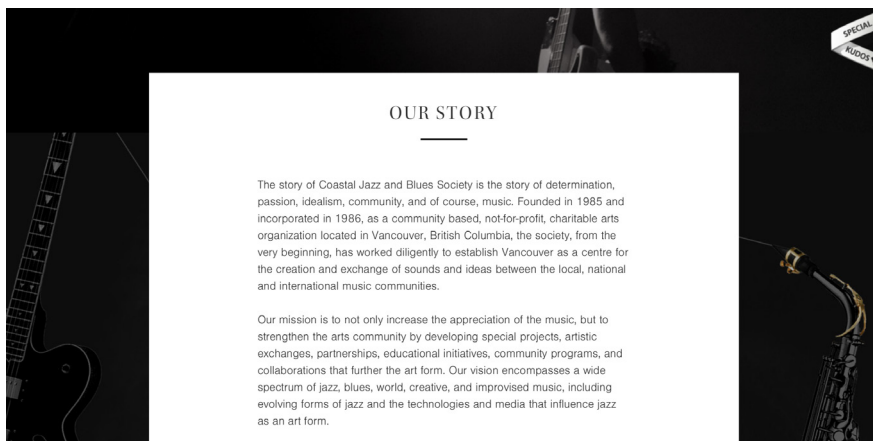 SPECIAL
KUDOS
OUR STORY
The story of Coastal Jazz and Blues Society is the story of determination,
passion, idealism, community, and of course, music. Founded in 1985 and
incorporated in 1986, as a community based, not-for-profit, charitable arts
organization located in Vancouver, British Columbia, the society, from the
very beginning, has worked diligently to establish Vancouver as a centre for
the creation and exchange of sounds and ideas between the local, national
and international music communities.
Our mission is to not only increase the appreciation of the music, but to
strengthen the arts community by developing special projects, artistic
exchanges, partnerships, educational initiatives, community programs, and
collaborations that further the art form. Our vision encompasses a wide
spectrum of jazz, blues, world, creative, and improvised music, including
evolving forms of jazz and the technologies and media that influence jazz
as an art form.